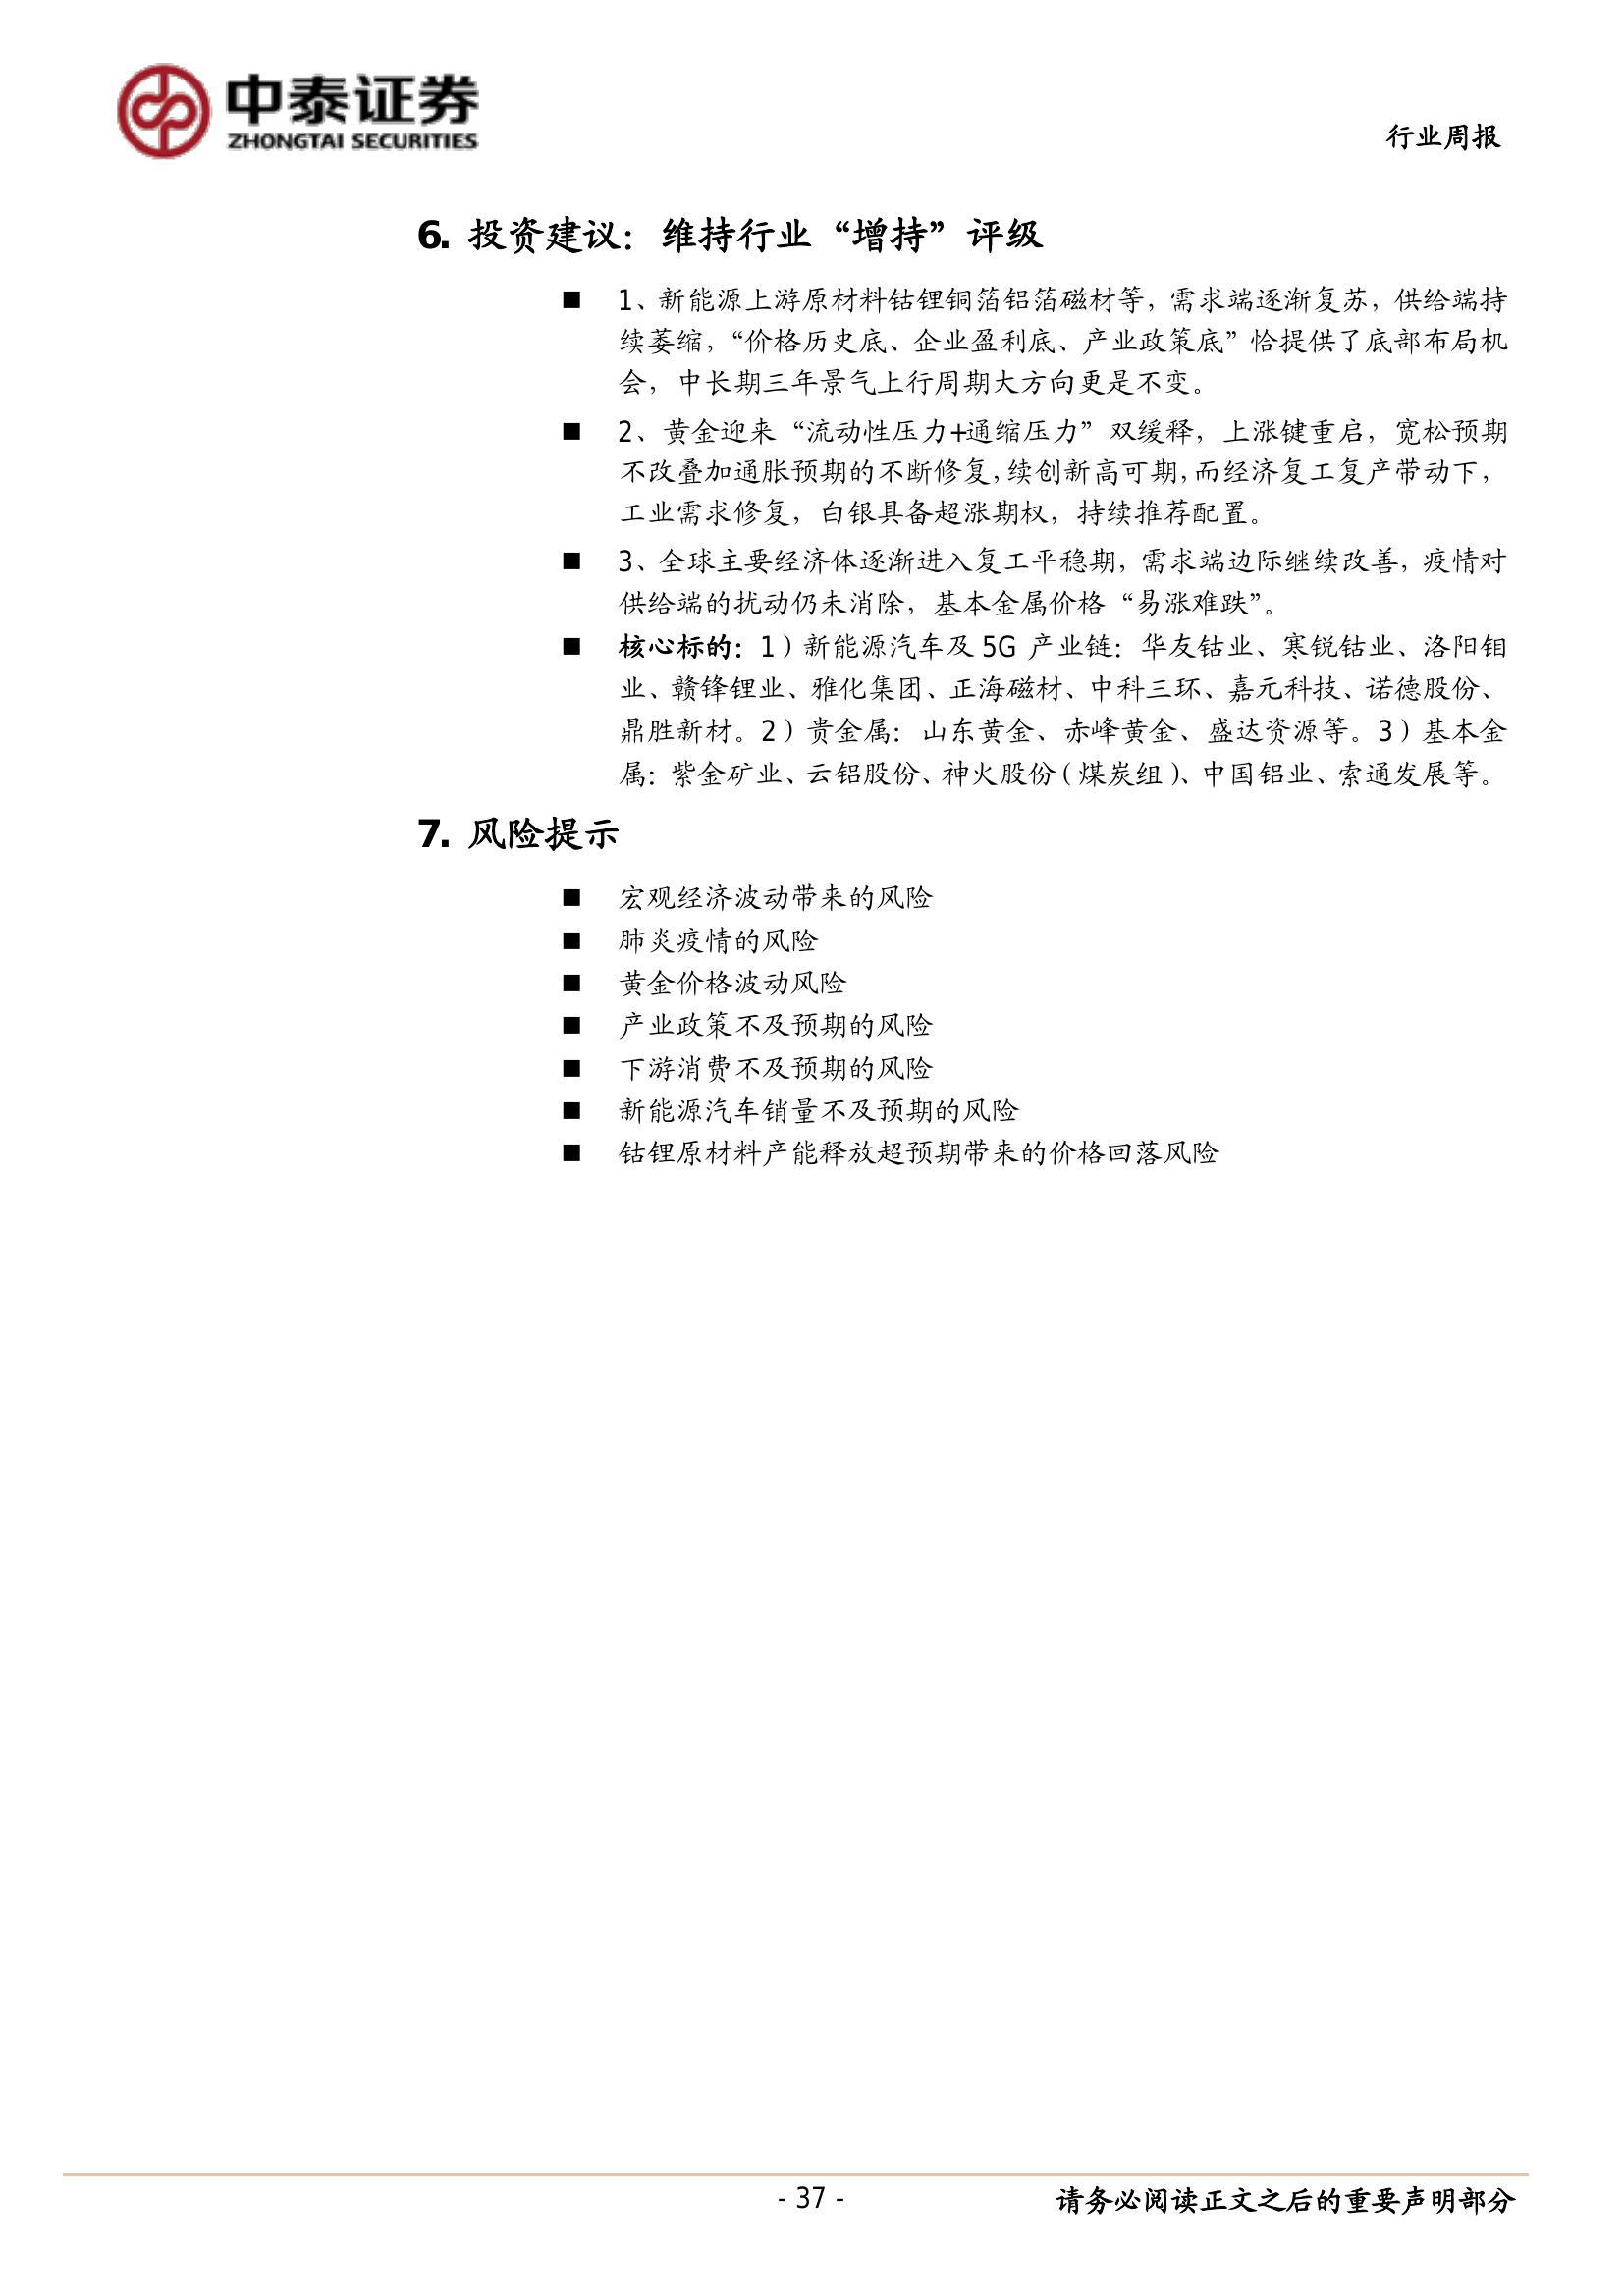 中泰证券
ZHONGTAI SECURITIES
行业周报
6. 投资建议：维持行业“增持”评级
■ 1、新能源上游原材料钴锂铜箔铝箔磁材等，需求端逐渐复苏，供给端持
续萎缩，“价格历史底、企业盈利底、产业政策底”恰提供了底部布局机
会，中长期三年景气上行周期大方向更是不变。
■ 2、黄金迎来“流动性压力+通缩压力”双缓释，上涨键重启，宽松预期
不改叠加通胀预期的不断修复，续创新高可期，而经济复工复产带动下，
工业需求修复，白银具备超涨期权，持续推荐配置。
■ 3、全球主要经济体逐渐进入复工平稳期，需求端边际继续改善，疫情对
供给端的扰动仍未消除，基本金属价格“易涨难跌”。
■ 核心标的：1）新能源汽车及 5G 产业链：华友钴业、寒锐钴业、洛阳钼
业、赣锋锂业、雅化集团、正海磁材、中科三环、嘉元科技、诺德股份、
鼎胜新材。2）贵金属：山东黄金、赤峰黄金、盛达资源等。3）基本金
属：紫金矿业、云铝股份、神火股份（煤炭组）、中国铝业、索通发展等。
7. 风险提示
■ 宏观经济波动带来的风险
■ 肺炎疫情的风险
■ 黄金价格波动风险
■ 产业政策不及预期的风险
■ 下游消费不及预期的风险
■ 新能源汽车销量不及预期的风险
■ 钴锂原材料产能释放超预期带来的价格回落风险
- 37 -
请务必阅读正文之后的重要声明部分